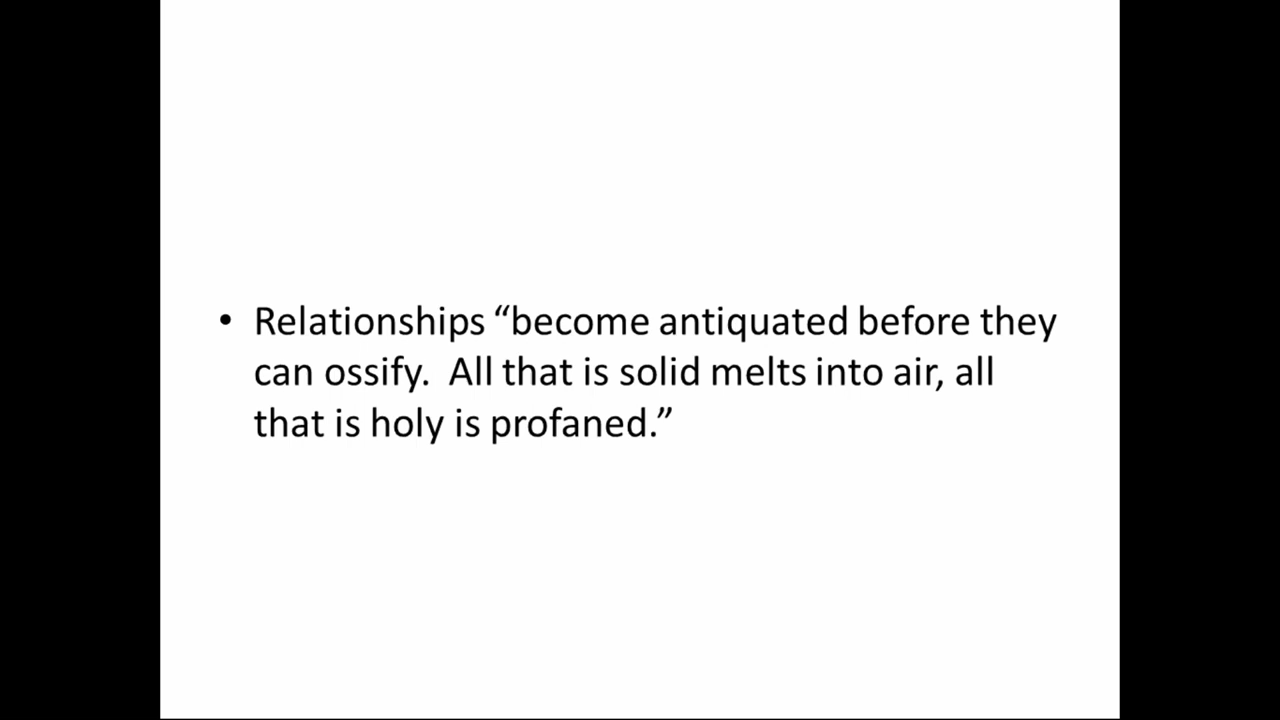 • Relationships “become antiquated before they
can ossify.  All that is solid melts into air, all
that is holy is profaned.”